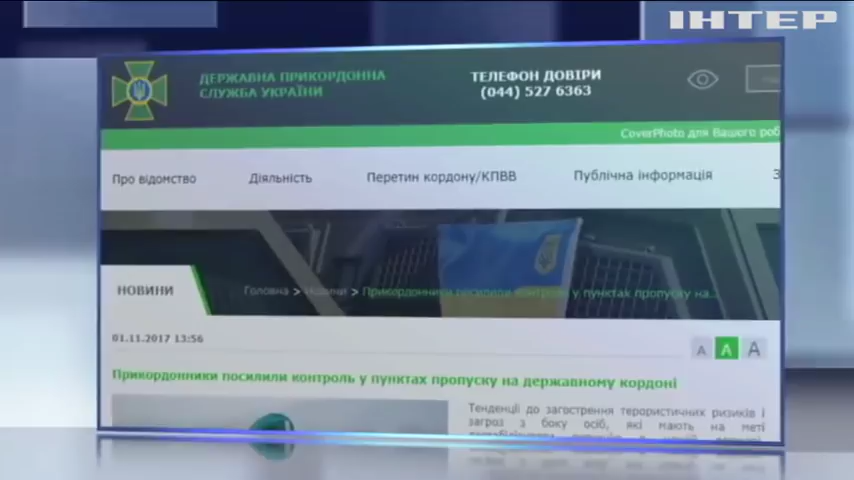 ІНТЕР
ДЕРЖАВНА ПРИКОРДОННА
СЛУЖБА УКРАЇНИ
ТЕЛЕФОН ДОВІРИ
(044) 527 6363
CoverPhoto для Вашого роб
Про відомство Діяльність Перетин кордону/КПВВ Публічна інформація З
НОВИНИ
Головна > Новини > Прикордонники посилили контроль у пунктах пропуску на...
01.11.2017 13:56
A A A
Прикордонники посилили контроль у пунктах пропуску на державному кордоні
Тенденції до загострення терористичних ризиків і
загроз з боку осіб, які мають на меті